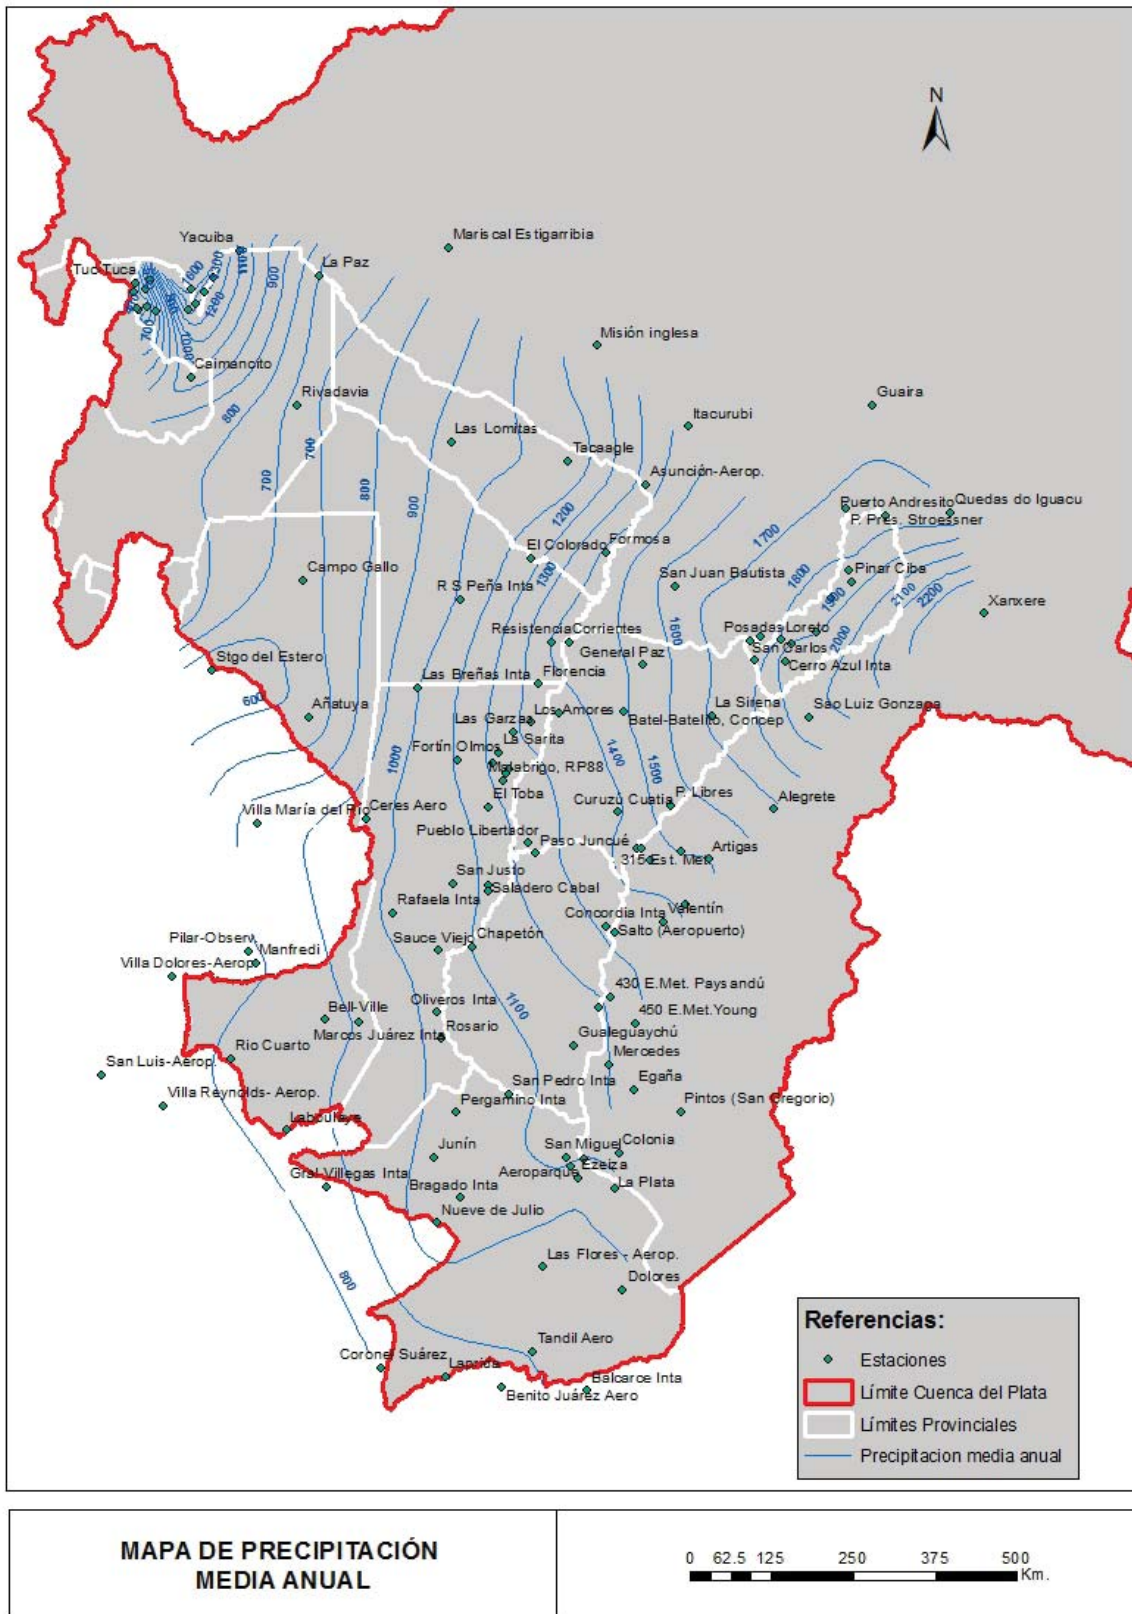 N
Mariscal Estigarribia
Yacuiba
La Paz
Tuc Tuca
1600
1300
1100
900
1200
700
1000
Misión inglesa
Caimancito
Rivadavia
Guaira
800
Itacurubi
Las Lomitas
Tacaagle
700
700
800
900
Asunción-Aerop.
1200
Puerto Andresito
Quedas do Iguacu
P. Pres. Stroessner
1700
El Colorado
Formosa
1300
Campo Gallo
R S Peña Inta
San Juan Bautista
1800
Pinar Ciba
1900
2100
2200
Xanxere
Resistencia
Corrientes
1600
Posadas
Loreto
2000
General Paz
San Carlos
Cerro Azul Inta
Stgo del Estero
Las Breñas Inta
Florencia
600
Añatuya
Las Garzas
Los Amores
Batel-Batelito, Concep
La Sirena
Sao Luiz Gonzaga
Fortín Olmos
La Sarita
1000
Malabrigo, RP88
1400
1500
El Toba
Curuzú Cuatia
P. Libres
Alegrete
Villa María del Río
Ceres Aero
Pueblo Libertador
Paso Juncué
315 Est. Met.
Artigas
San Justo
Saladero Cabal
Rafaela Inta
Concordia Inta
Valentín
Salto (Aeropuerto)
Pilar-Observ.
Manfredi
Sauce Viejo
Chapetón
Villa Dolores-Aerop.
430 E.Met. Paysandú
Oliveros Inta
1100
450 E.Met.Young
Bell-Ville
Marcos Juárez Inta
Rosario
Gualeguaychú
Rio Cuarto
Mercedes
San Luis-Aerop.
San Pedro Inta
Egaña
Villa Reynolds- Aerop.
Pergamino Inta
Pintos (San Gregorio)
Laboulaye
Junín
San Miguel
Colonia
Gral Villegas Inta
Aeroparque
Ezeiza
Bragado Inta
La Plata
Nueve de Julio
Las Flores - Aerop.
800
Dolores
Tandil Aero
Coronel Suárez
Laprida
Balcarce Inta
Benito Juárez Aero
Referencias:
Estaciones
Límite Cuenca del Plata
Límites Provinciales
Precipitacion media anual
MAPA DE PRECIPITACIÓN
MEDIA ANUAL
0 62.5 125 250 375 500
Km.